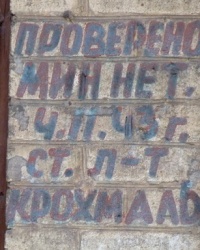 ПРОВЕРЕНО
МИН НЕТ.
4.II.43 г.
СТ. Л-Т
КРОХМАЛЬ